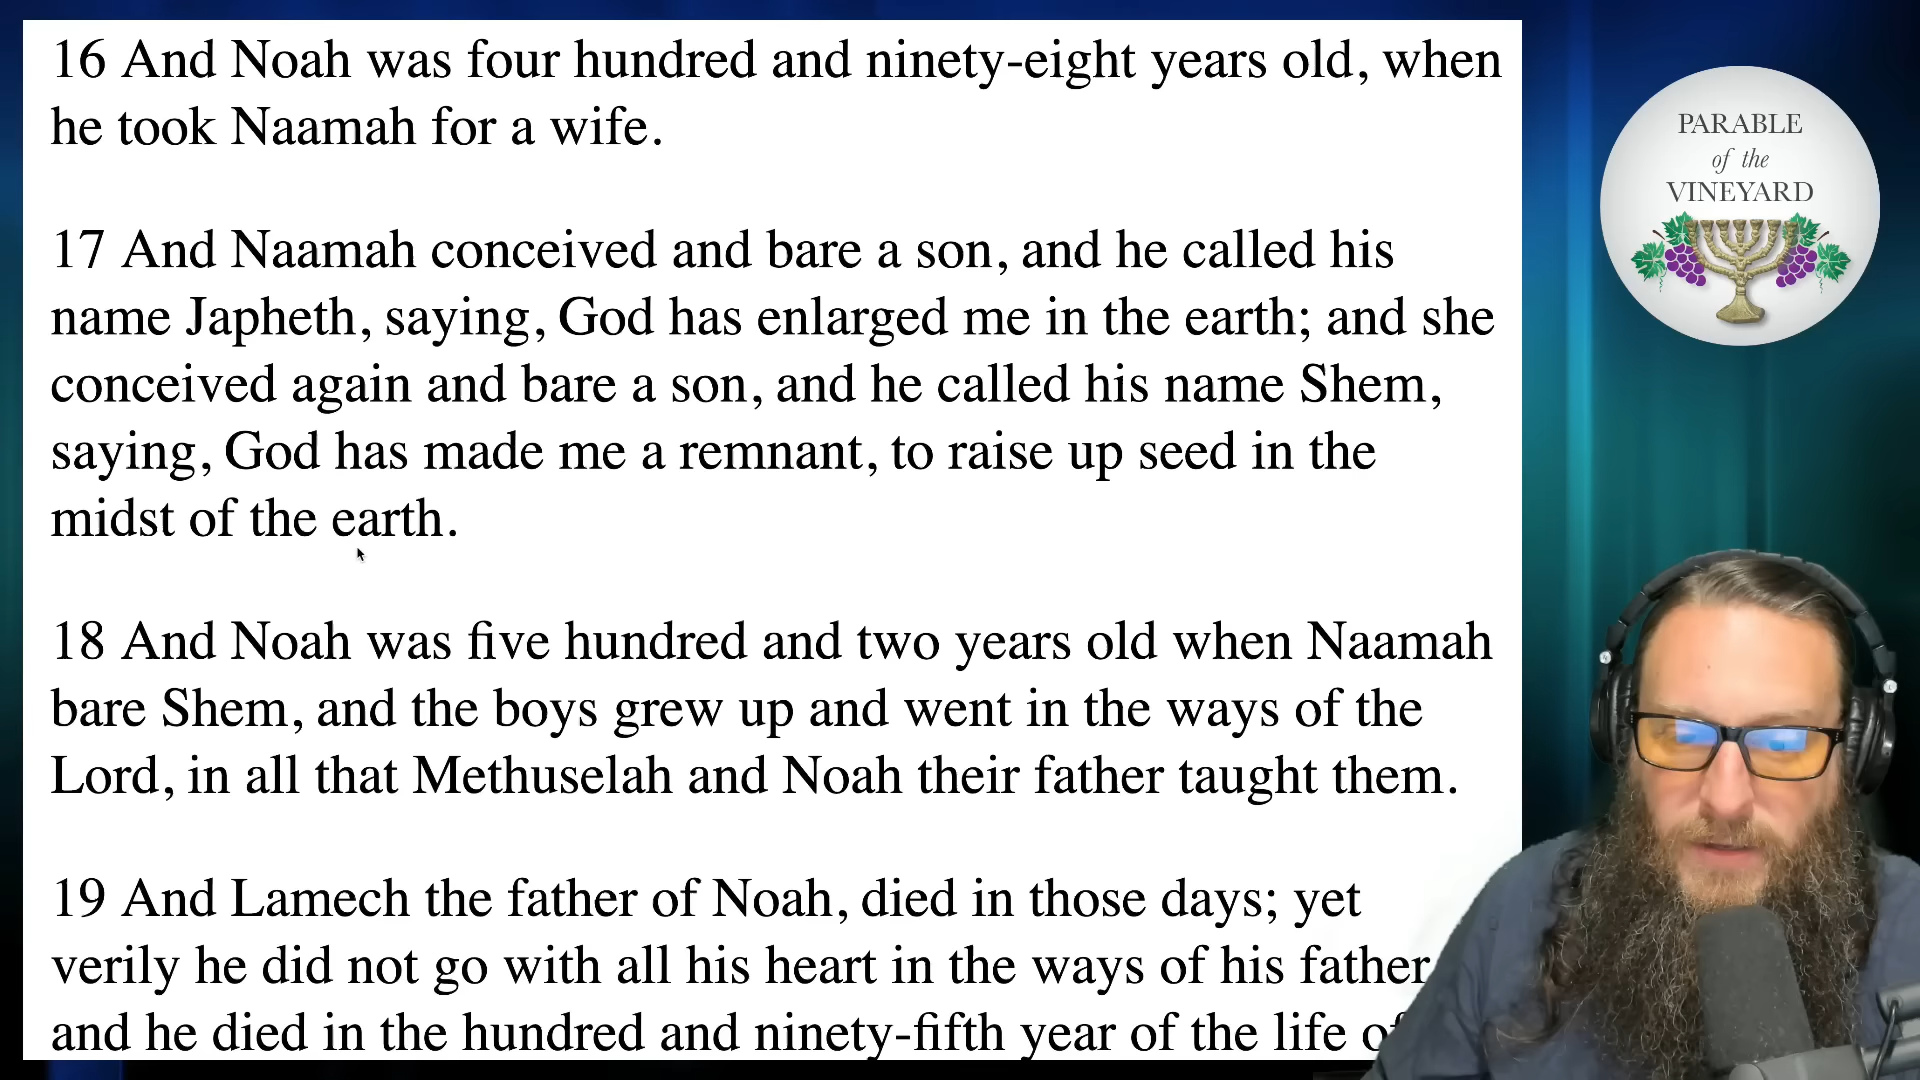 16 And Noah was four hundred and ninety-eight years old, when
he took Naamah for a wife.
17 And Naamah conceived and bare a son, and he called his
name Japheth, saying, God has enlarged me in the earth; and she
conceived again and bare a son, and he called his name Shem,
saying, God has made me a remnant, to raise up seed in the
midst of the earth.
18 And Noah was five hundred and two years old when Naamah
bare Shem, and the boys grew up and went in the ways of the
Lord, in all that Methuselah and Noah their father taught them.
19 And Lamech the father of Noah, died in those days; yet
verily he did not go with all his heart in the ways of his father
and he died in the hundred and ninety-fifth year of the life of
PARABLE
of the
VINEYARD